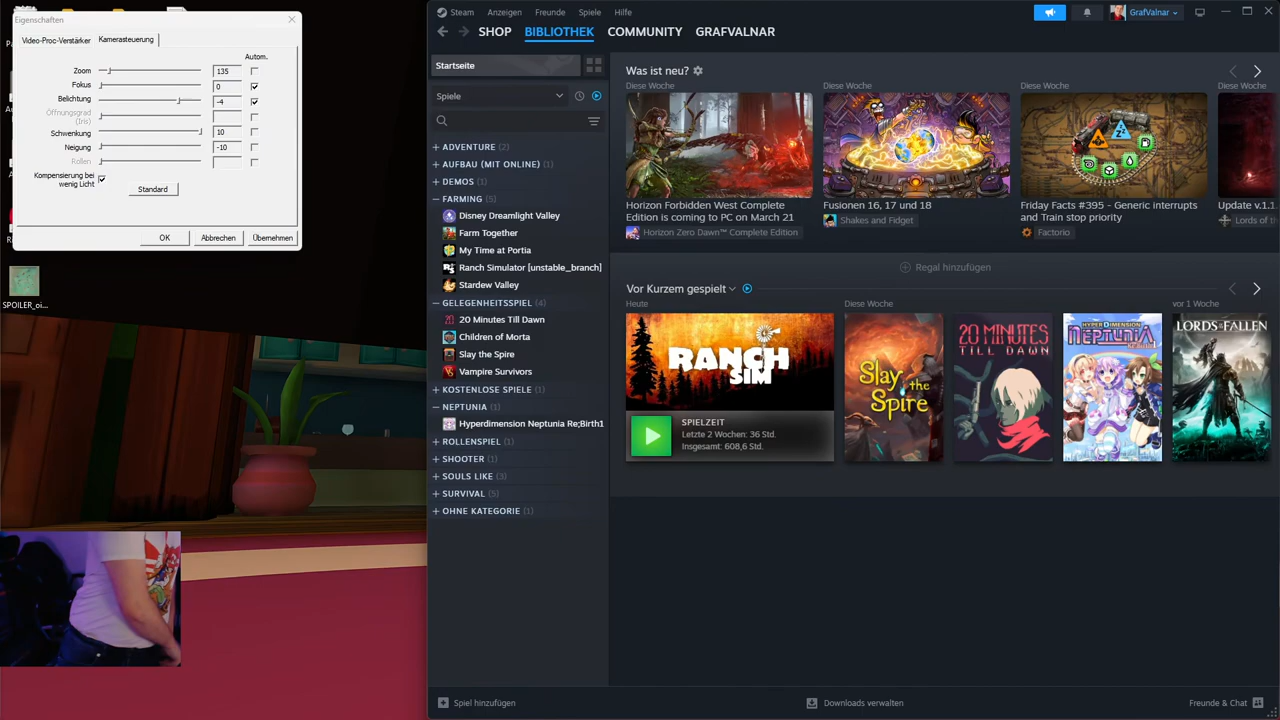 Eigenschaften
Video-Proc-Verstärker
Kamerasteuerung
Autom.
Zoom
135
Fokus
0
Belichtung
-4
Öffnungsgrad
(Iris)
Schwenkung
10
Neigung
-10
Rollen
Kompensierung bei
wenig Licht
Standard
OK
Abbrechen
Übernehmen
SPOILER_oi...
Steam
Anzeigen
Freunde
Spiele
Hilfe
GrafValnar
SHOP
BIBLIOTHEK
COMMUNITY
GRAFVALNAR
Startseite
Spiele
ADVENTURE (2)
AUFBAU (MIT ONLINE) (1)
DEMOS (1)
FARMING (5)
Disney Dreamlight Valley
Farm Together
My Time at Portia
Ranch Simulator [unstable_branch]
Stardew Valley
GELEGENHEITSSPIEL (4)
20 Minutes Till Dawn
Children of Morta
Slay the Spire
Vampire Survivors
KOSTENLOSE SPIELE (1)
NEPTUNIA (1)
Hyperdimension Neptunia Re;Birth1
ROLLENSPIEL (1)
SHOOTER (1)
SOULS LIKE (3)
SURVIVAL (5)
OHNE KATEGORIE (1)
Was ist neu?
Diese Woche
Diese Woche
Diese Woche
Diese Woche
Horizon Forbidden West Complete
Edition is coming to PC on March 21
Horizon Zero Dawn™ Complete Edition
Fusionen 16, 17 und 18
Shakes and Fidget
Friday Facts #395 - Generic interrupts
and Train stop priority
Factorio
Update v.1.1
Lords of th
Regal hinzufügen
Vor Kurzem gespielt
Heute
Diese Woche
vor 1 Woche
RANCH
SIM
SPIELZEIT
Letzte 2 Wochen: 36 Std.
Insgesamt: 608,6 Std.
Slay
the
Spire
20 MINUTES
TILL DAWN
HYPERDIMENSION
NEPTUNIA
LORDS OF THE
FALLEN
Spiel hinzufügen
Downloads verwalten
Freunde & Chat